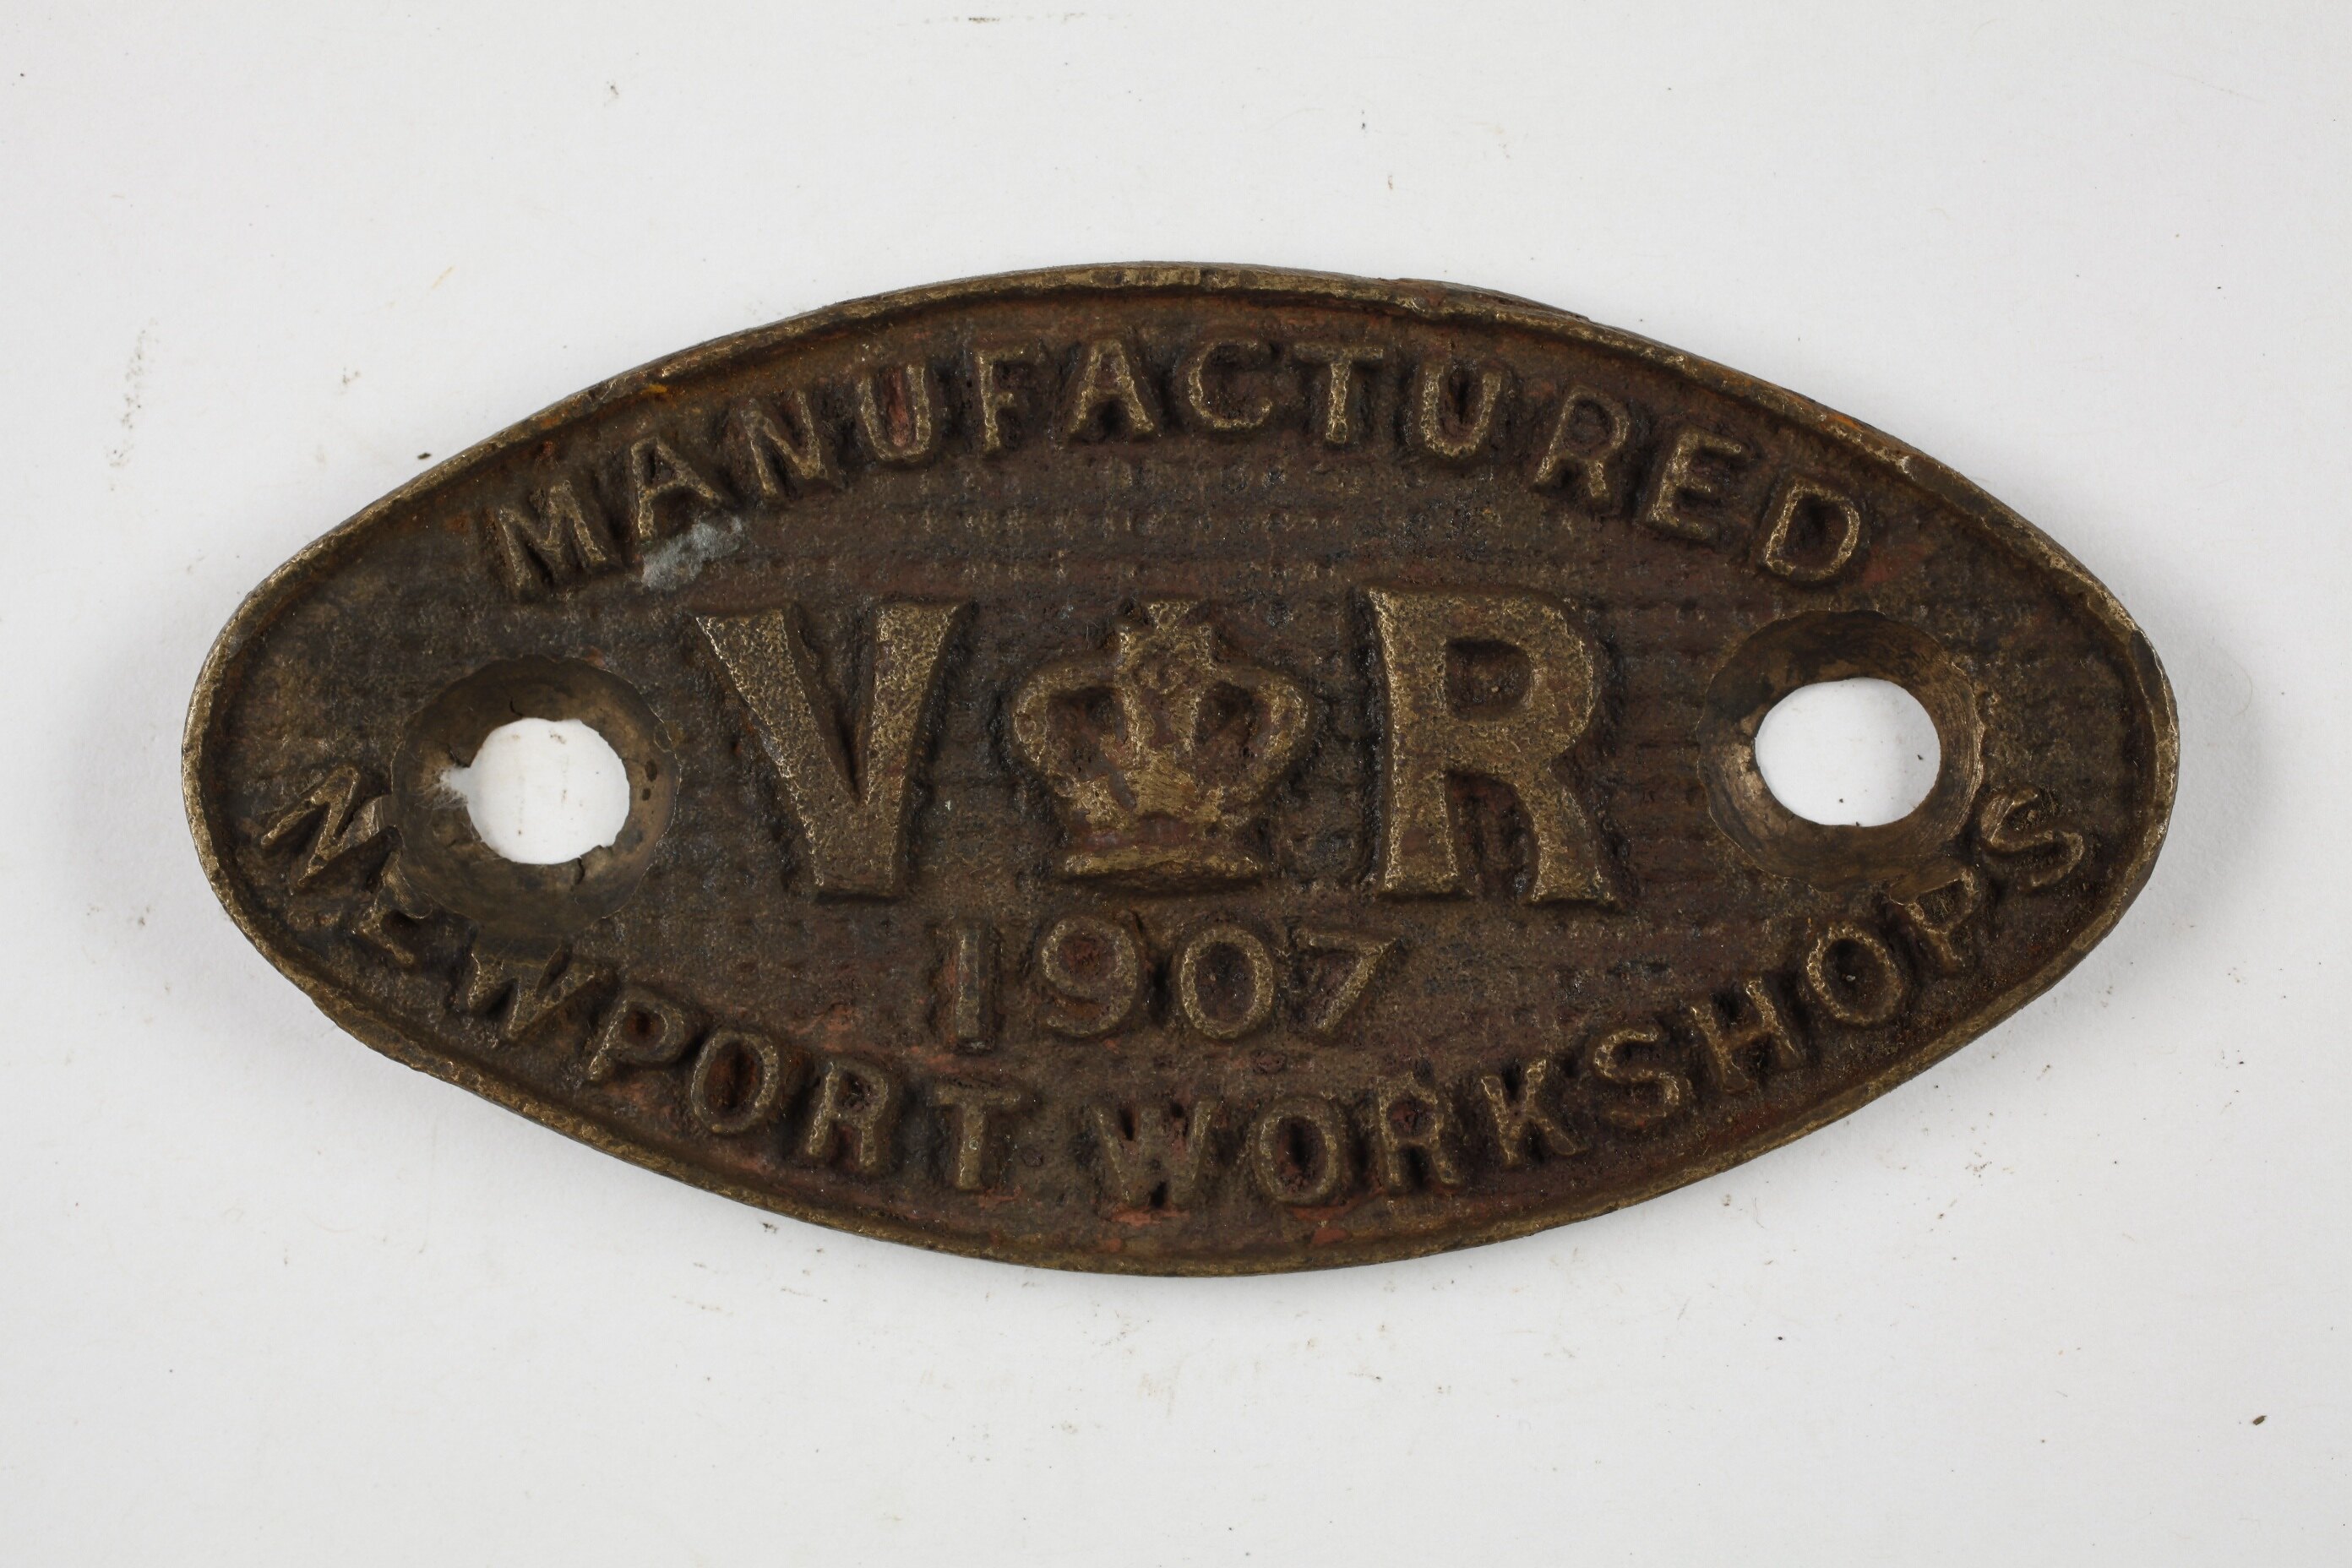 MANUFACTURED
V R
1907
NEWPORT WORKSHOPS